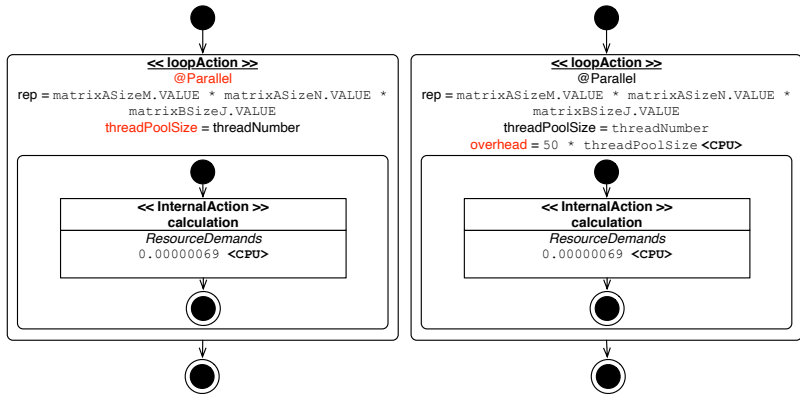 << loopAction >>
@Parallel
rep = matrixASizeM.VALUE * matrixASizeN.VALUE *
matrixBSizeJ.VALUE
threadPoolSize = threadNumber
<< InternalAction >>
calculation
ResourceDemands
0.00000069 <CPU>
<< loopAction >>
@Parallel
rep = matrixASizeM.VALUE * matrixASizeN.VALUE *
matrixBSizeJ.VALUE
threadPoolSize = threadNumber
overhead = 50 * threadPoolSize <CPU>
<< InternalAction >>
calculation
ResourceDemands
0.00000069 <CPU>